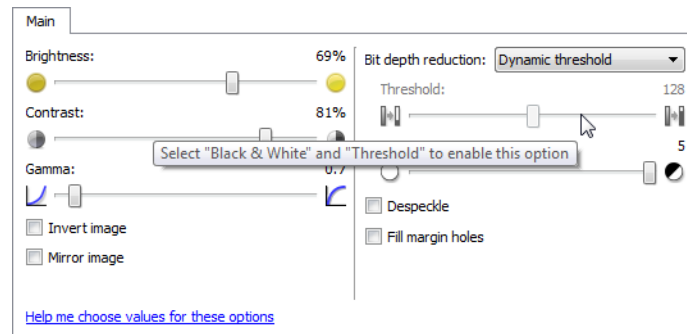 Main
Brightness: 69%
Contrast: 81%
Gamma: 0.7
Invert image
Mirror image
Help me choose values for these options
Bit depth reduction: Dynamic threshold
Threshold: 128
Select "Black & White" and "Threshold" to enable this option
5
Despeckle
Fill margin holes